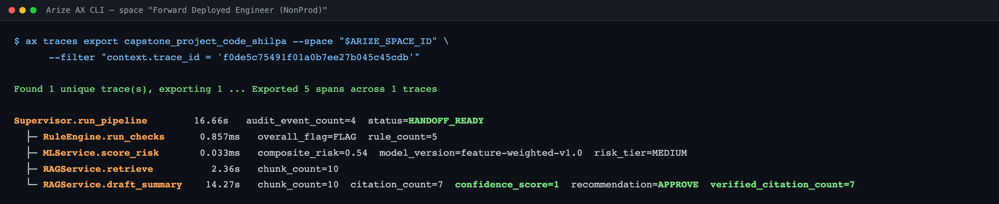 Arize AX CLI — space "Forward Deployed Engineer (NonProd)"
$ ax traces export capstone_project_code_shilpa --space "$ARIZE_SPACE_ID" \
--filter "context.trace_id = 'f0de5c75491f01a0b7ee27b045c45cdb'"
Found 1 unique trace(s), exporting 1 ... Exported 5 spans across 1 traces
Supervisor.run_pipeline 16.66s audit_event_count=4 status=HANDOFF_READY
├─ RuleEngine.run_checks 0.857ms overall_flag=FLAG rule_count=5
├─ MLService.score_risk 0.033ms composite_risk=0.54 model_version=feature-weighted-v1.0 risk_tier=MEDIUM
├─ RAGService.retrieve 2.36s chunk_count=10
└─ RAGService.draft_summary 14.27s chunk_count=10 citation_count=7 confidence_score=1 recommendation=APPROVE verified_citation_count=7